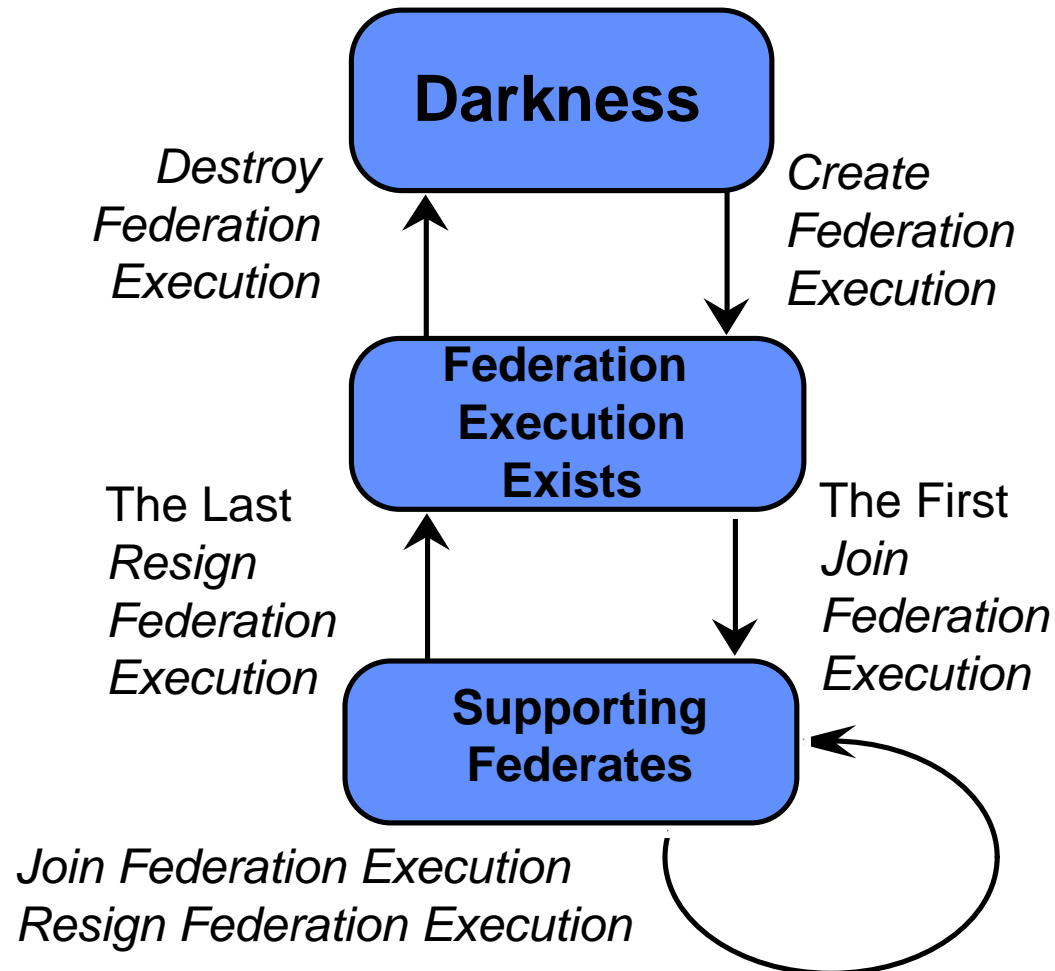 Darkness
Destroy
Federation
Execution
Create
Federation
Execution
Federation
Execution
Exists
The Last
Resign
Federation
Execution
The First
Join
Federation
Execution
Supporting
Federates
Join Federation Execution
Resign Federation Execution